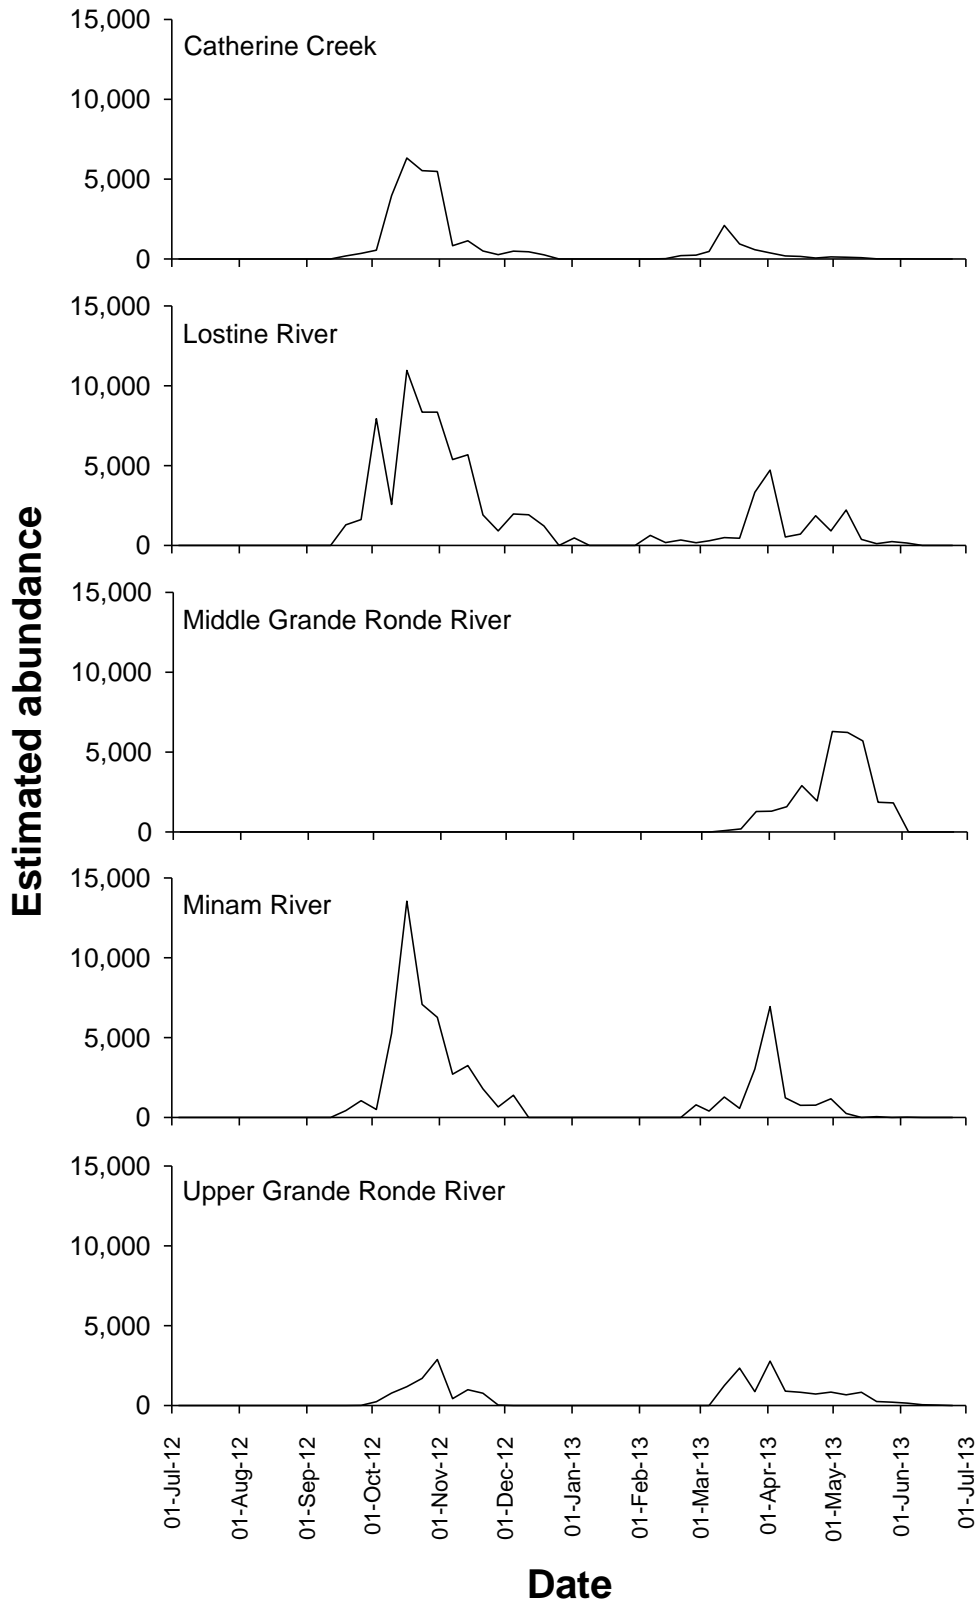 15,000
Catherine Creek
10,000
5,000
0
15,000
Lostine River
10,000
5,000
0
15,000
Middle Grande Ronde River
10,000
5,000
0
15,000
Minam River
10,000
5,000
0
15,000
Upper Grande Ronde River
10,000
5,000
0
Estimated abundance
01-Jul-12
01-Aug-12
01-Sep-12
01-Oct-12
01-Nov-12
01-Dec-12
01-Jan-13
01-Feb-13
01-Mar-13
01-Apr-13
01-May-13
01-Jun-13
01-Jul-13
Date